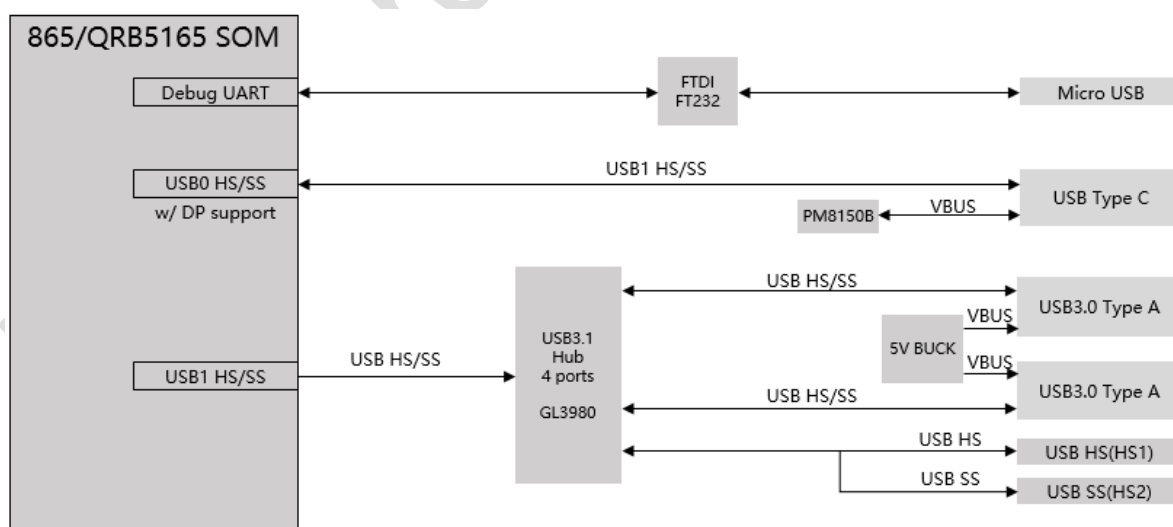 865/QRB5165 SOM
Debug UART
FTDI
FT232
Micro USB
USB0 HS/SS
w/ DP support
USB1 HS/SS
USB Type C
PM8150B
VBUS
USB HS/SS
USB3.0 Type A
VBUS
5V BUCK
VBUS
USB3.0 Type A
USB1 HS/SS
USB HS/SS
USB3.1
Hub
4 ports
GL3980
USB HS/SS
USB HS
USB HS(HS1)
USB SS
USB SS(HS2)